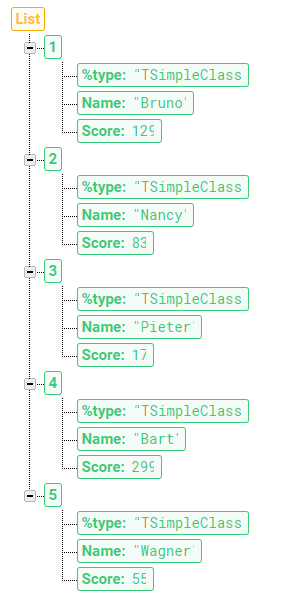 List
1
%type: "TSimpleClass
Name: "Bruno"
Score: 129
2
%type: "TSimpleClass
Name: "Nancy"
Score: 83
3
%type: "TSimpleClass
Name: "Pieter"
Score: 17
4
%type: "TSimpleClass
Name: "Bart"
Score: 299
5
%type: "TSimpleClass
Name: "Wagner"
Score: 55